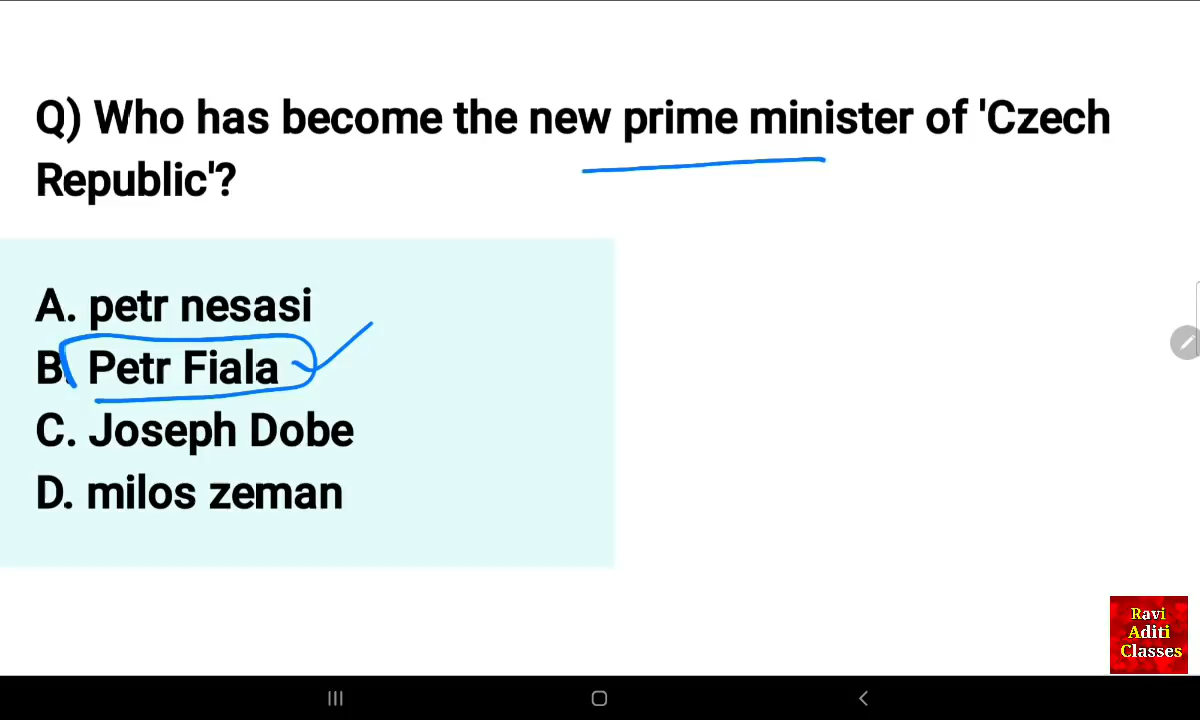 Q) Who has become the new prime minister of 'Czech
Republic'?
A. petr nesasi
B. Petr Fiala
C. Joseph Dobe
D. milos zeman
Ravi
Aditi
Classes